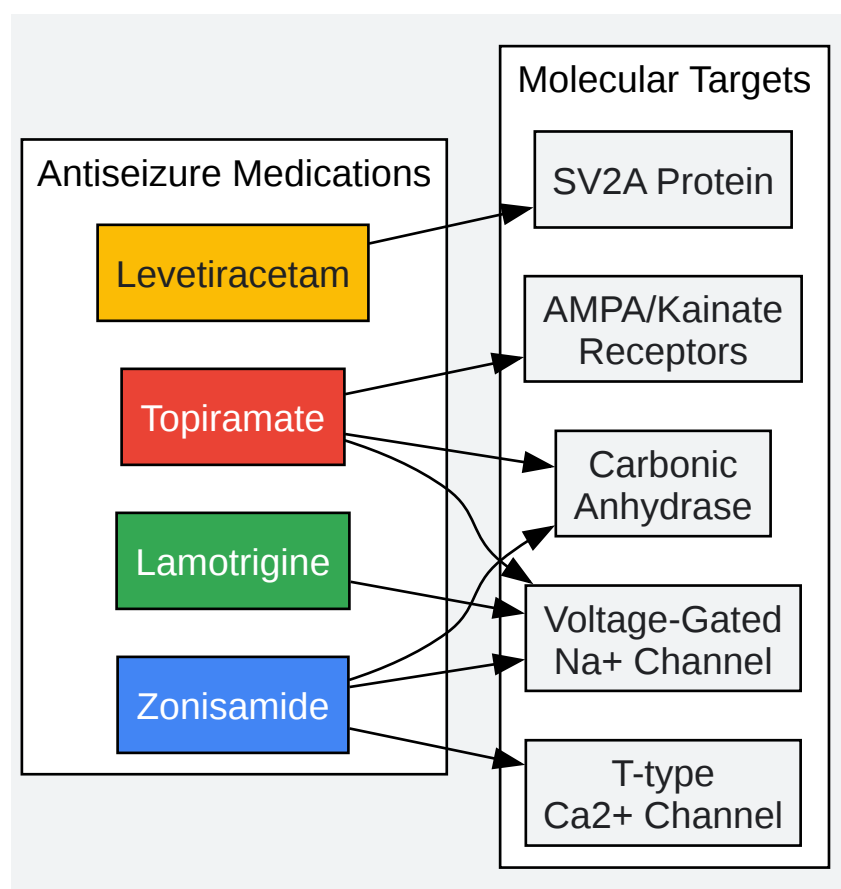 Antiseizure Medications
Levetiracetam
Topiramate
Lamotrigine
Zonisamide
Molecular Targets
SV2A Protein
AMPA/Kainate
Receptors
Carbonic
Anhydrase
Voltage-Gated
Na+ Channel
T-type
Ca2+ Channel